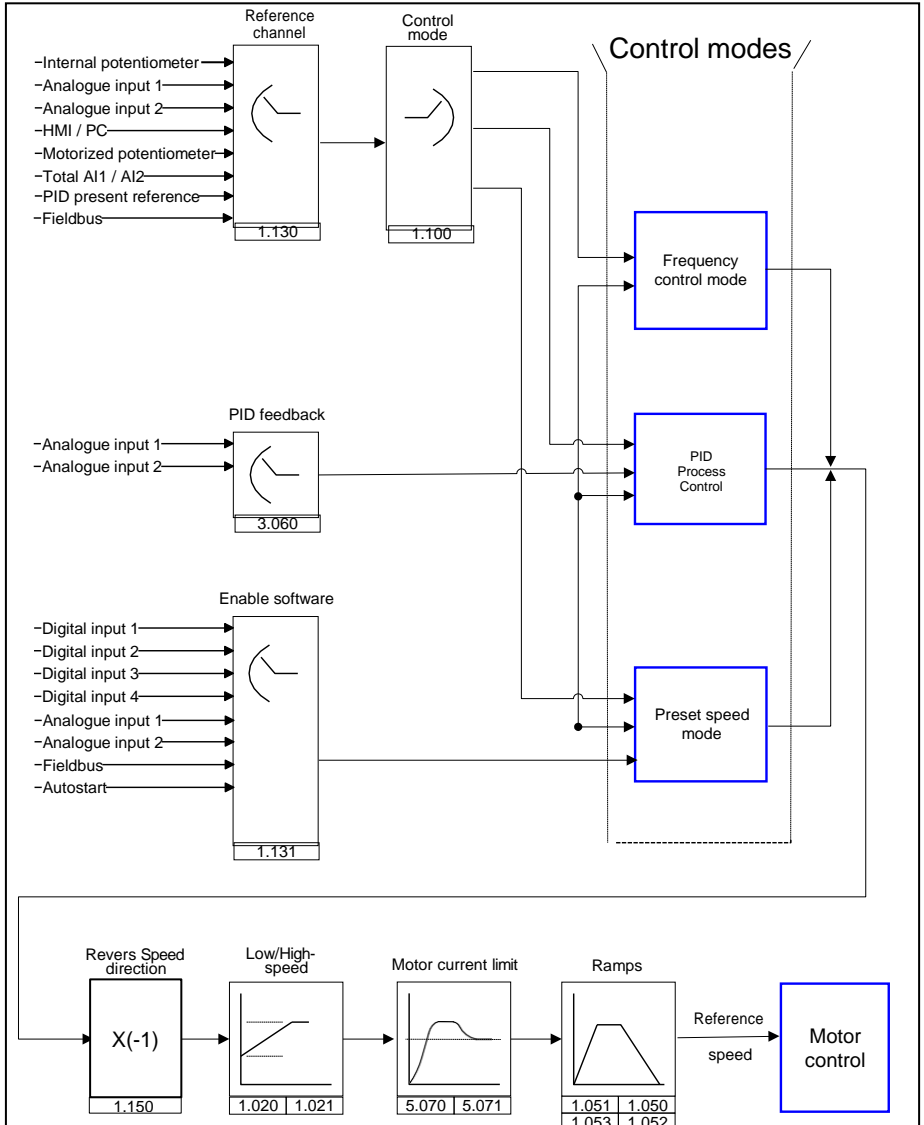 Reference
channel
Control
mode
Control modes
-Internal potentiometer
-Analogue input 1
-Analogue input 2
-HMI / PC
-Motorized potentiometer
-Total AI1 / AI2
-PID present reference
-Fieldbus
1.130
1.100
Frequency
control mode
PID feedback
-Analogue input 1
-Analogue input 2
3.060
PID
Process
Control
Enable software
-Digital input 1
-Digital input 2
-Digital input 3
-Digital input 4
-Analogue input 1
-Analogue input 2
-Fieldbus
-Autostart
1.131
Preset speed
mode
Revers Speed
direction
X(-1)
1.150
Low/High-
speed
1.020 1.021
Motor current limit
5.070 5.071
Ramps
1.051 1.050
1.053 1.052
Reference
speed
Motor
control